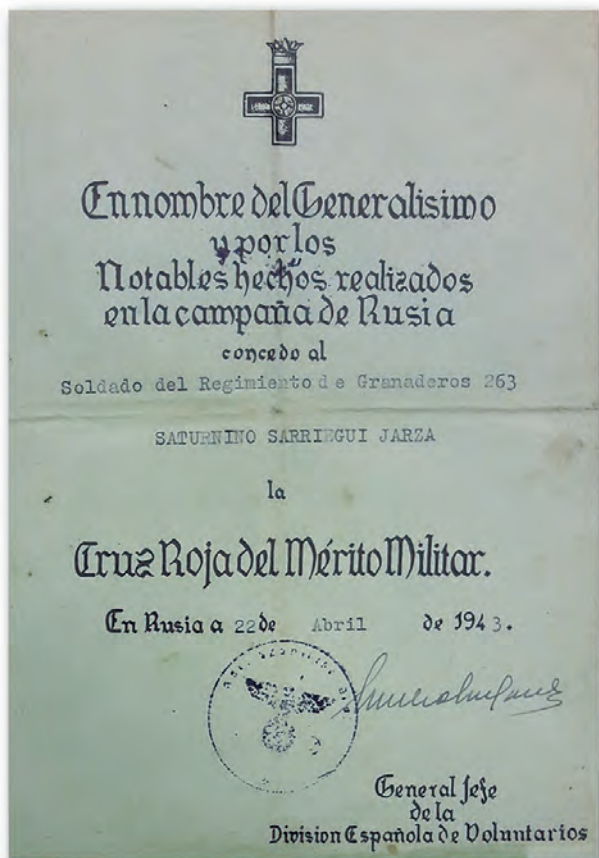 En nombre del Generalisimo
y por los
Notables hechos realizados
en la campaña de Rusia
concedo al
Soldado del Regimiento de Granaderos 263
SATURNINO SARRIEGUI JARZA
la
Cruz Roja del Mérito Militar.
En Rusia a 22 de Abril de 1943.
General Jefe
de la
Division Española de Voluntarios